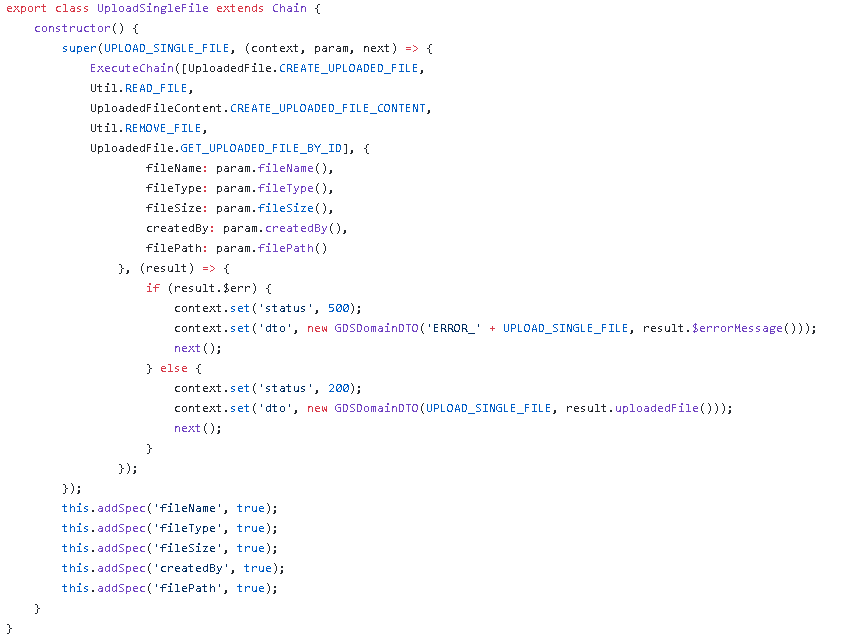 export class UploadSingleFile extends Chain {
    constructor() {
        super(UPLOAD_SINGLE_FILE, (context, param, next) => {
            ExecuteChain([UploadedFile.CREATE_UPLOADED_FILE,
            Util.READ_FILE,
            UploadedFileContent.CREATE_UPLOADED_FILE_CONTENT,
            Util.REMOVE_FILE,
            UploadedFile.GET_UPLOADED_FILE_BY_ID], {
                    fileName: param.fileName(),
                    fileType: param.fileType(),
                    fileSize: param.fileSize(),
                    createdBy: param.createdBy(),
                    filePath: param.filePath()
                }, (result) => {
                    if (result.$err) {
                        context.set('status', 500);
                        context.set('dto', new GDSDomainDTO('ERROR_' + UPLOAD_SINGLE_FILE, result.$errorMessage()));
                        next();
                    } else {
                        context.set('status', 200);
                        context.set('dto', new GDSDomainDTO(UPLOAD_SINGLE_FILE, result.uploadedFile()));
                        next();
                    }
                });
        });
        this.addSpec('fileName', true);
        this.addSpec('fileType', true);
        this.addSpec('fileSize', true);
        this.addSpec('createdBy', true);
        this.addSpec('filePath', true);
    }
}